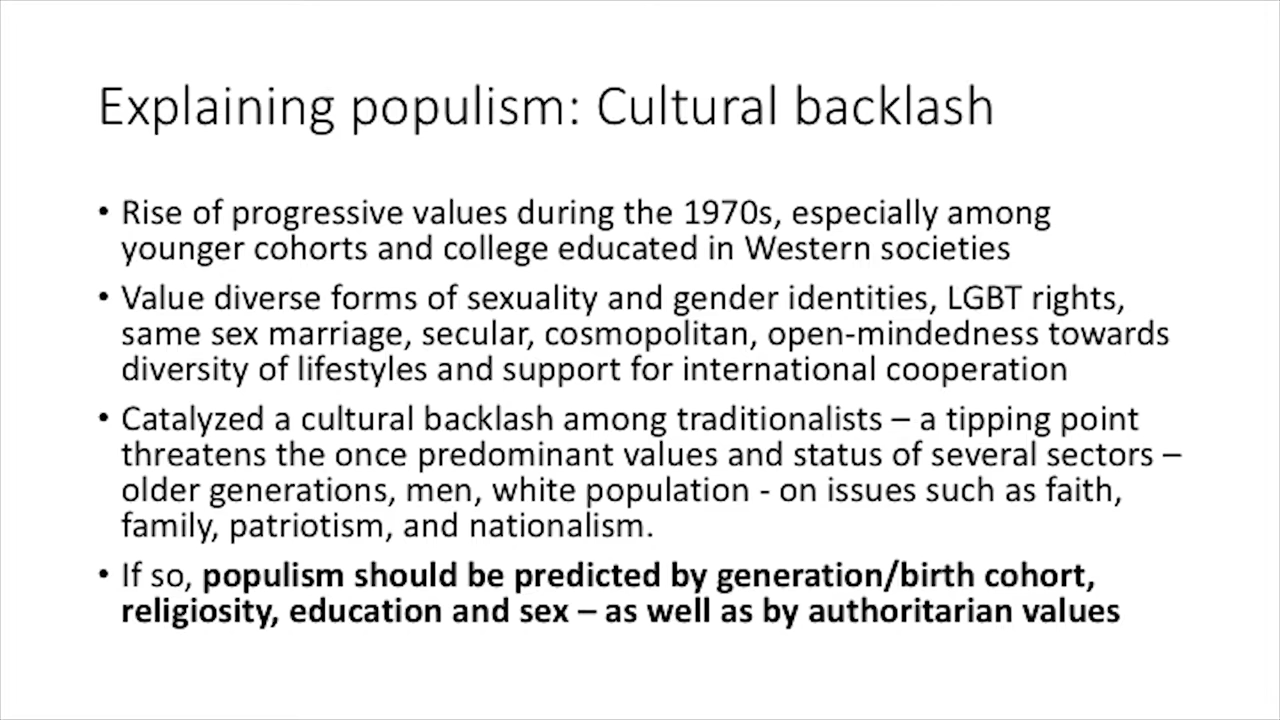 Explaining populism: Cultural backlash
• Rise of progressive values during the 1970s, especially among
younger cohorts and college educated in Western societies
• Value diverse forms of sexuality and gender identities, LGBT rights,
same sex marriage, secular, cosmopolitan, open-mindedness towards
diversity of lifestyles and support for international cooperation
• Catalyzed a cultural backlash among traditionalists – a tipping point
threatens the once predominant values and status of several sectors –
older generations, men, white population - on issues such as faith,
family, patriotism, and nationalism.
• If so, populism should be predicted by generation/birth cohort,
religiosity, education and sex – as well as by authoritarian values